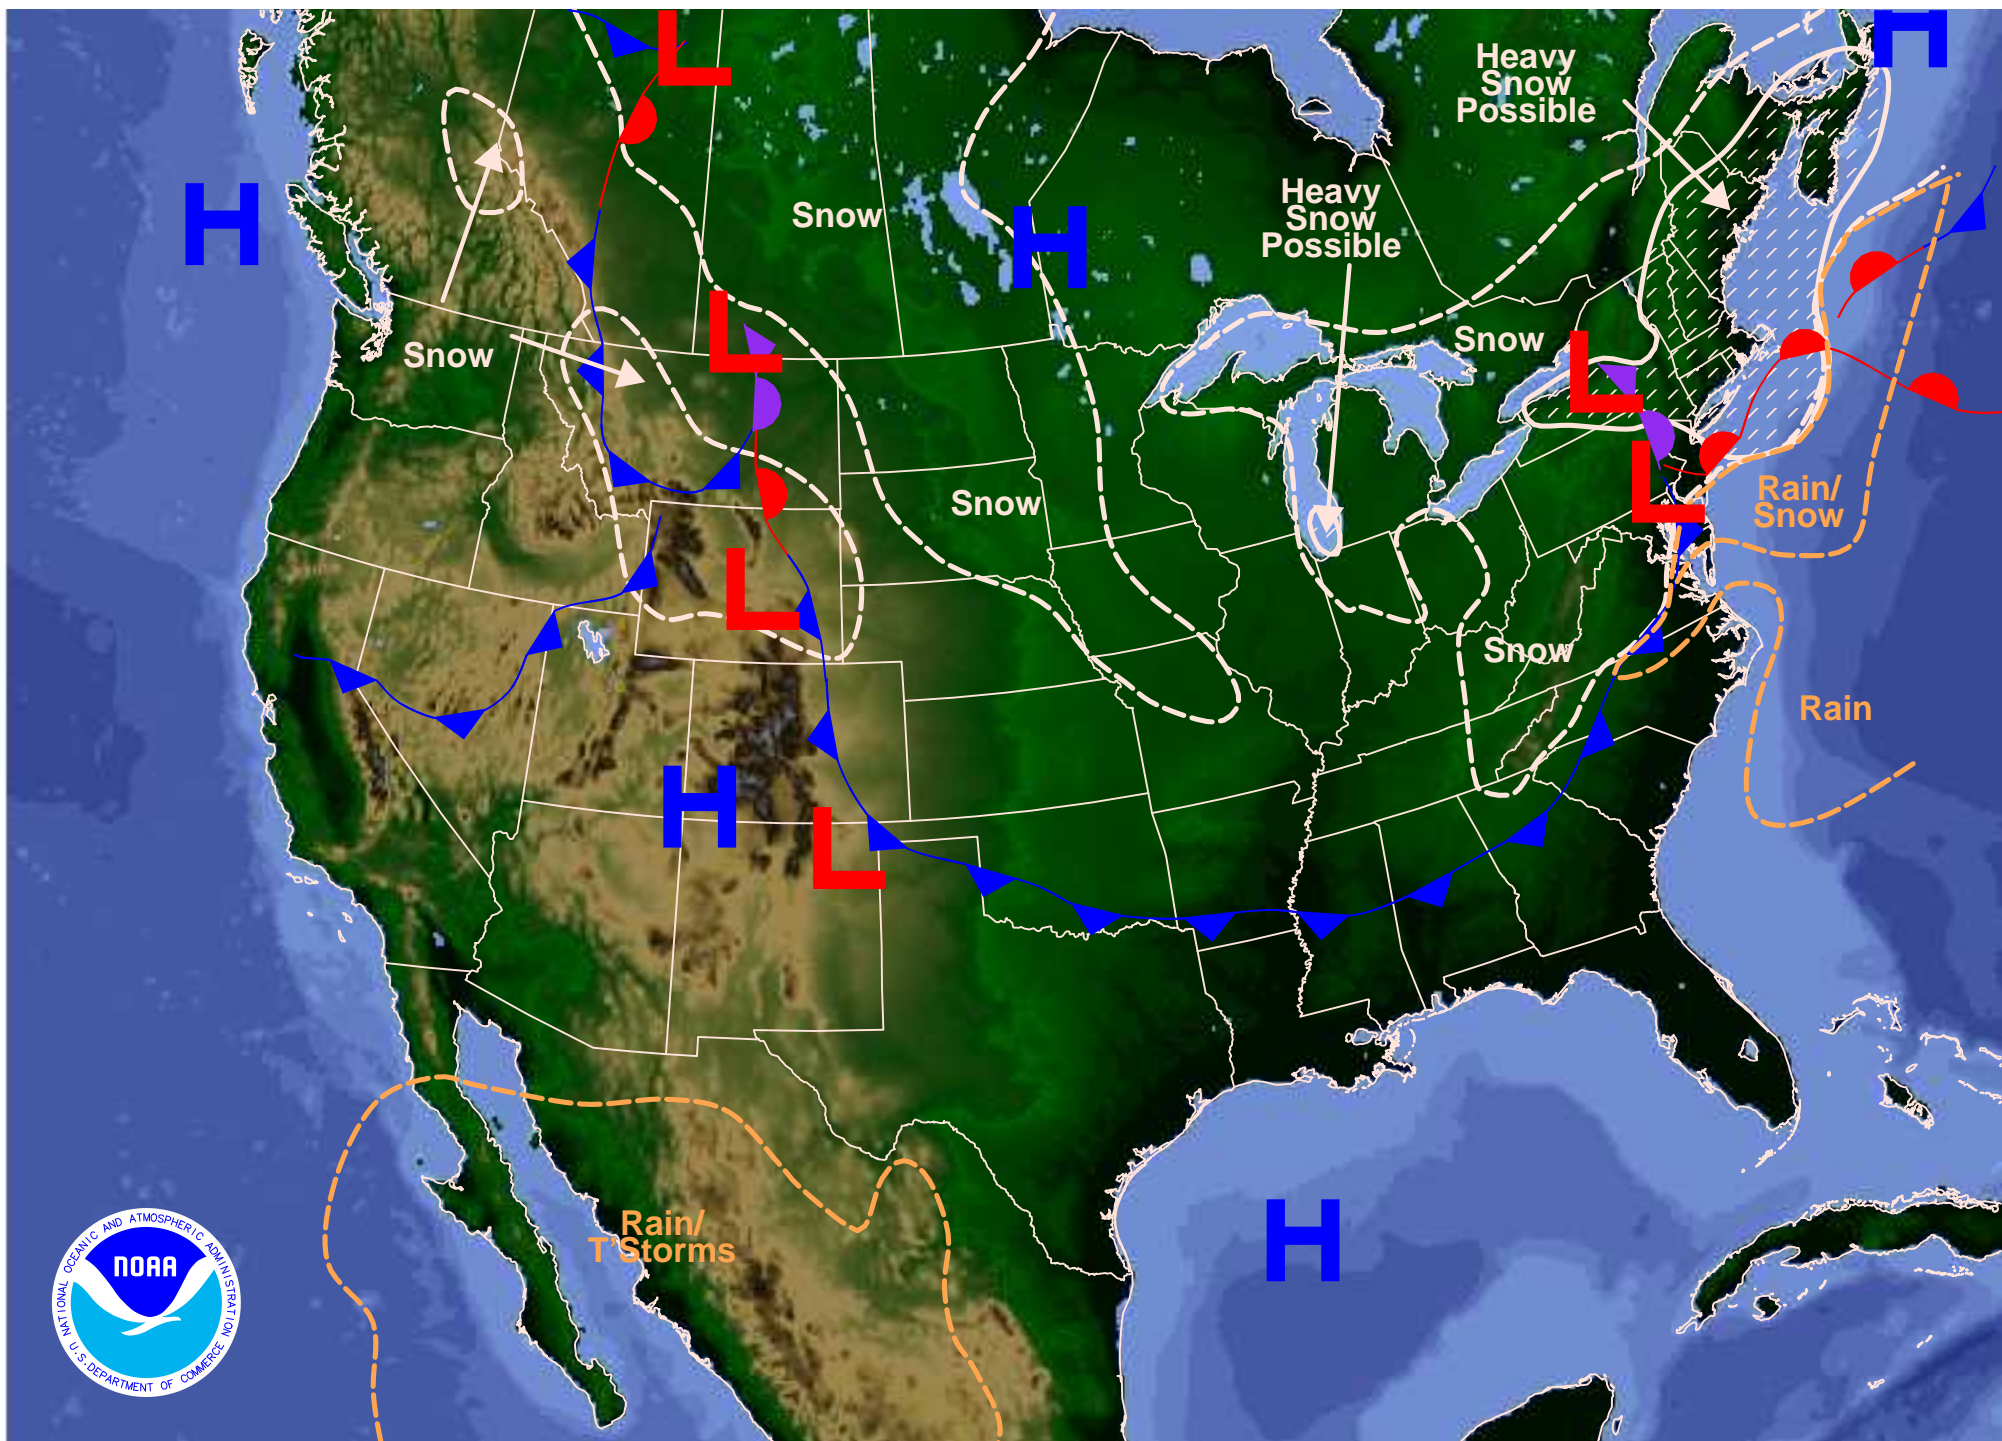 H
L
Heavy
Snow
Possible
H
Snow
H
Heavy
Snow
Possible
Snow
L
Snow
L
Snow
L
Rain/
Snow
L
Snow
Rain
H
L
Rain/
T'Storms
H
NATIONAL OCEANIC AND ATMOSPHERIC ADMINISTRATION
NOAA
U.S. DEPARTMENT OF COMMERCE